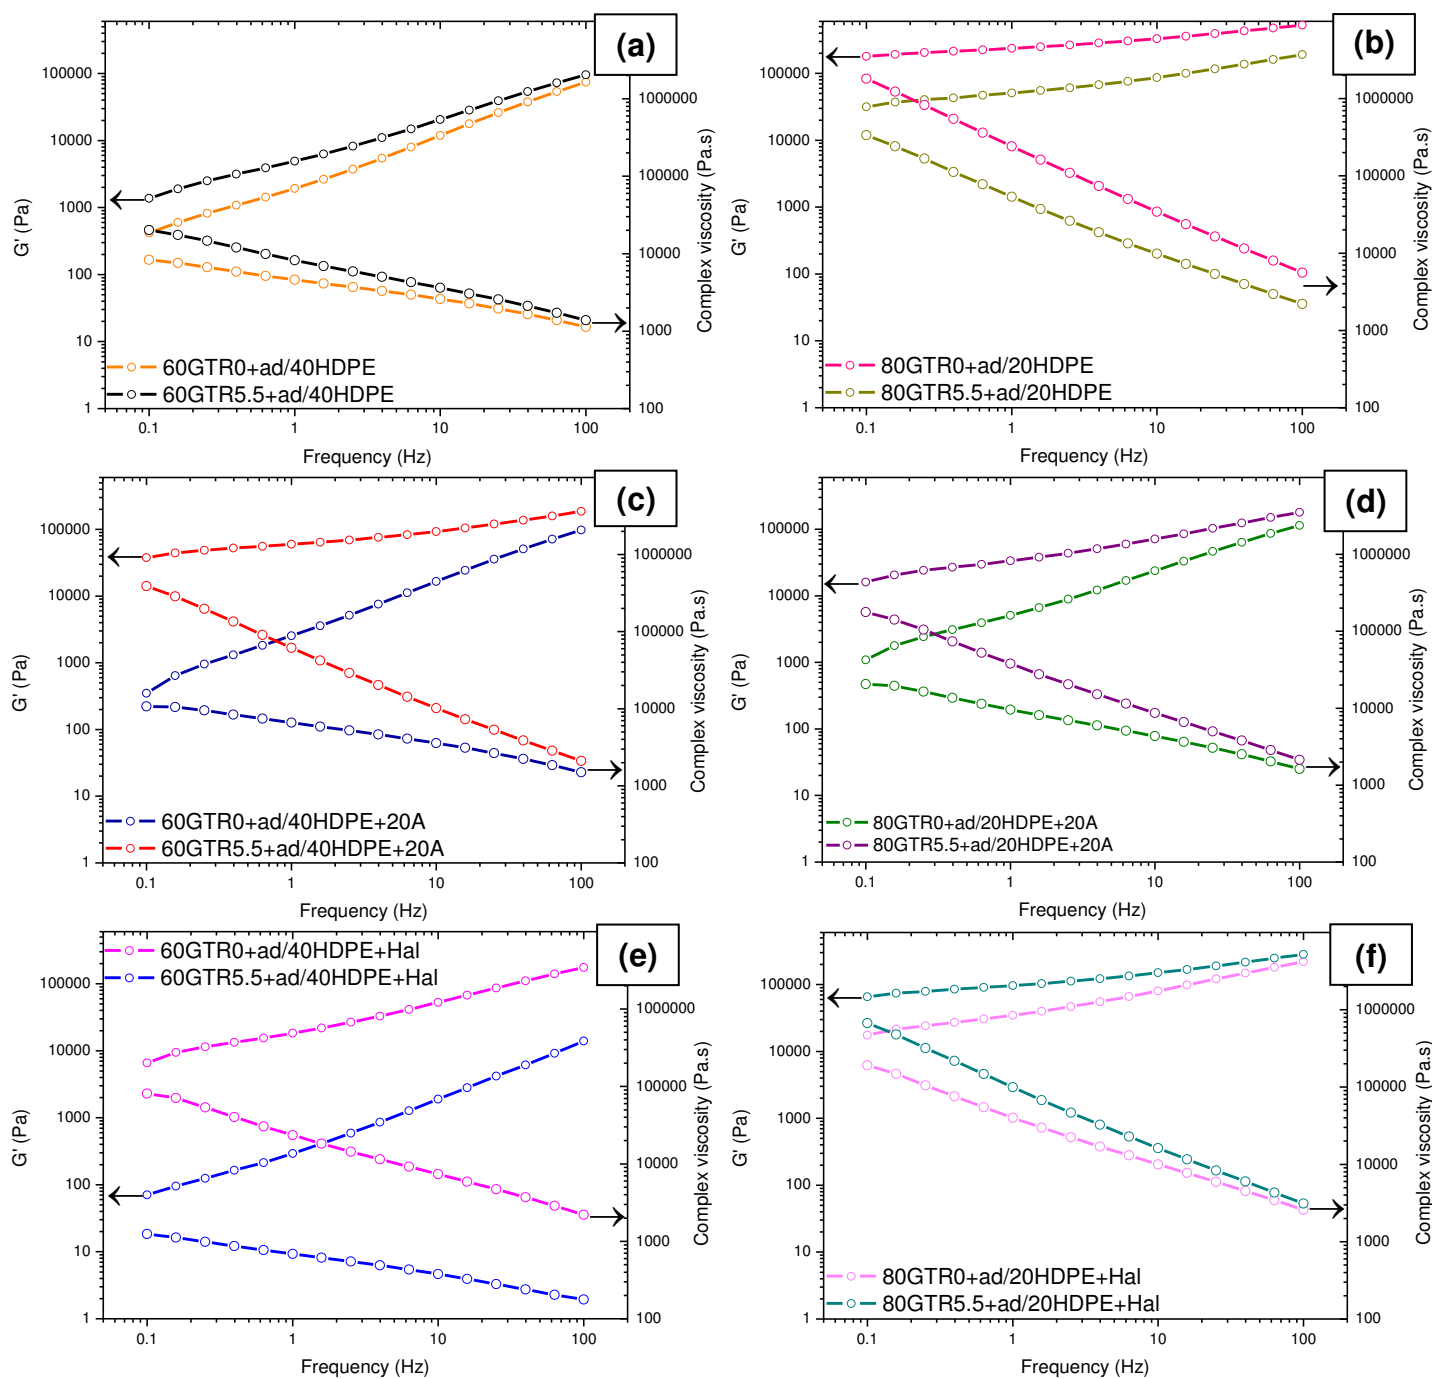 (a)
100000
10000
1000
100
10
1
G' (Pa)
1000000
100000
10000
1000
100
Complex viscosity (Pa.s)
60GTR0+ad/40HDPE
60GTR5.5+ad/40HDPE
0.1 1 10 100
Frequency (Hz)
(b)
100000
10000
1000
100
10
1
G' (Pa)
1000000
100000
10000
1000
100
Complex viscosity (Pa.s)
80GTR0+ad/20HDPE
80GTR5.5+ad/20HDPE
0.1 1 10 100
Frequency (Hz)
(c)
100000
10000
1000
100
10
1
G' (Pa)
1000000
100000
10000
1000
100
Complex viscosity (Pa.s)
60GTR0+ad/40HDPE+20A
60GTR5.5+ad/40HDPE+20A
0.1 1 10 100
Frequency (Hz)
(d)
100000
10000
1000
100
10
1
G' (Pa)
1000000
100000
10000
1000
100
Complex viscosity (Pa.s)
80GTR0+ad/20HDPE+20A
80GTR5.5+ad/20HDPE+20A
0.1 1 10 100
Frequency (Hz)
(e)
60GTR0+ad/40HDPE+Hal
60GTR5.5+ad/40HDPE+Hal
100000
10000
1000
100
10
1
G' (Pa)
1000000
100000
10000
1000
100
Complex viscosity (Pa.s)
0.1 1 10 100
Frequency (Hz)
(f)
100000
10000
1000
100
10
1
G' (Pa)
1000000
100000
10000
1000
100
Complex viscosity (Pa.s)
80GTR0+ad/20HDPE+Hal
80GTR5.5+ad/20HDPE+Hal
0.1 1 10 100
Frequency (Hz)